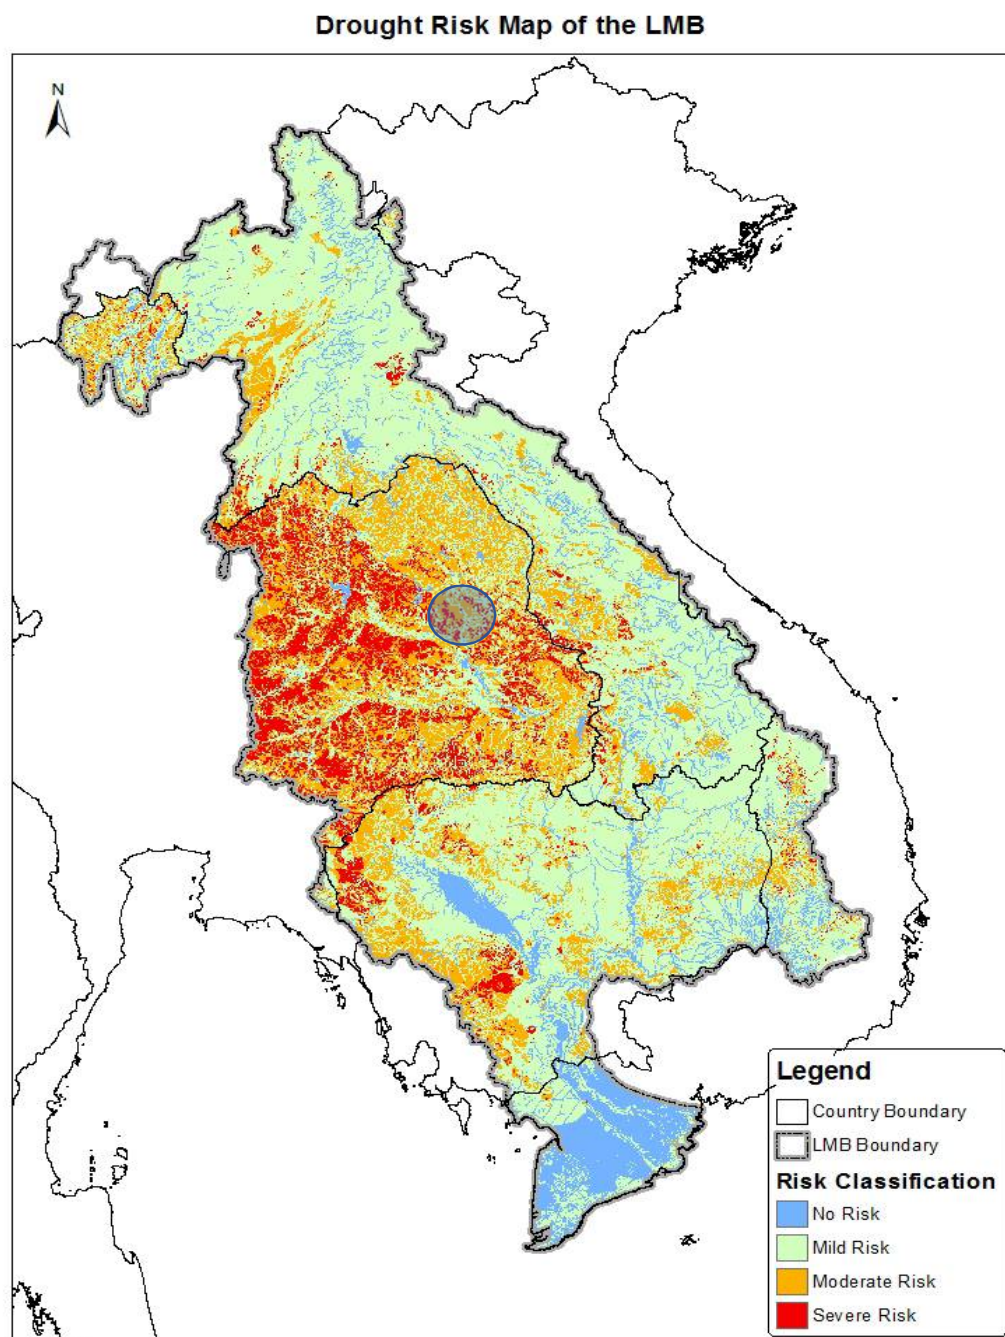 Drought Risk Map of the LMB
N
Legend
Country Boundary
LMB Boundary
Risk Classification
No Risk
Mild Risk
Moderate Risk
Severe Risk